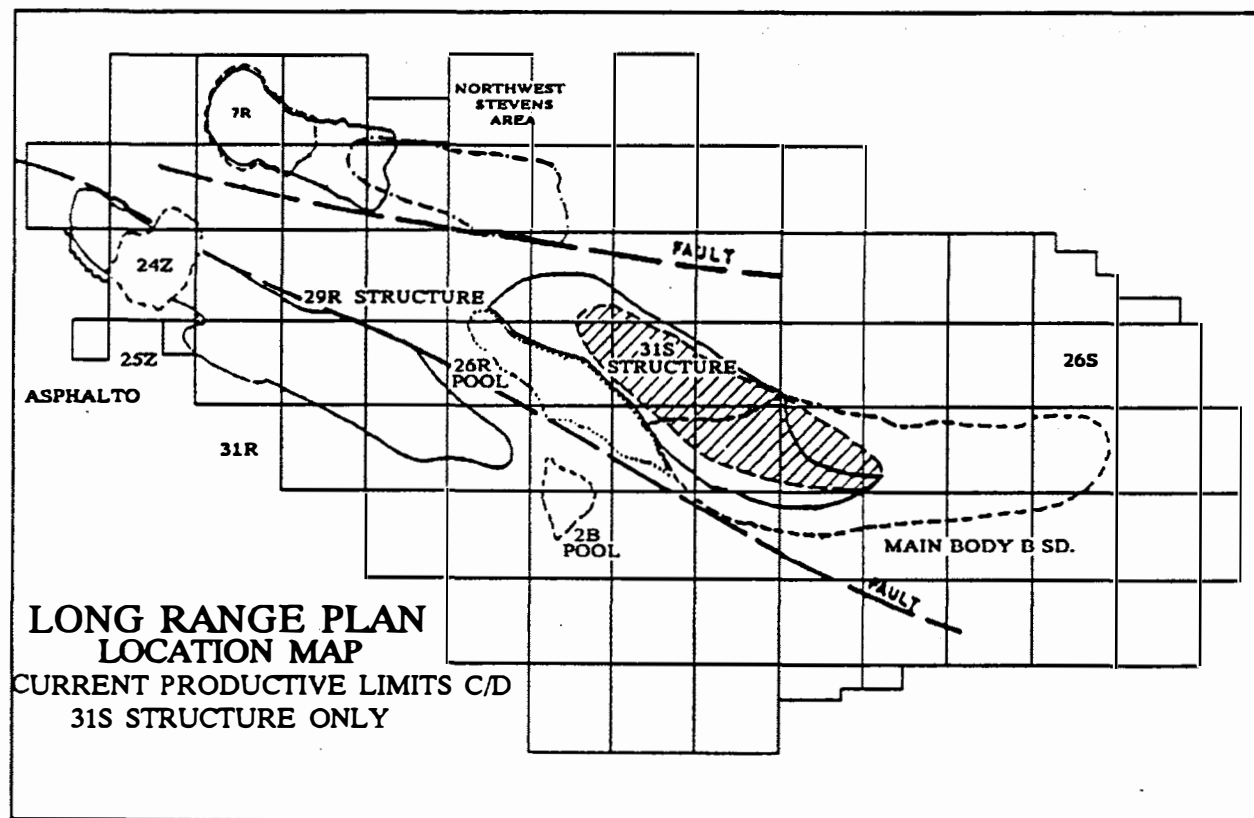 7R
NORTHWEST
STEVENS
AREA
FAULT
24Z
29R STRUCTURE
31S
STRUCTURE
26R
POOL
25Z
26S
ASPHALTO
31R
2B
POOL
MAIN BODY B SD.
FAULT
LONG RANGE PLAN
LOCATION MAP
CURRENT PRODUCTIVE LIMITS C/D
31S STRUCTURE ONLY